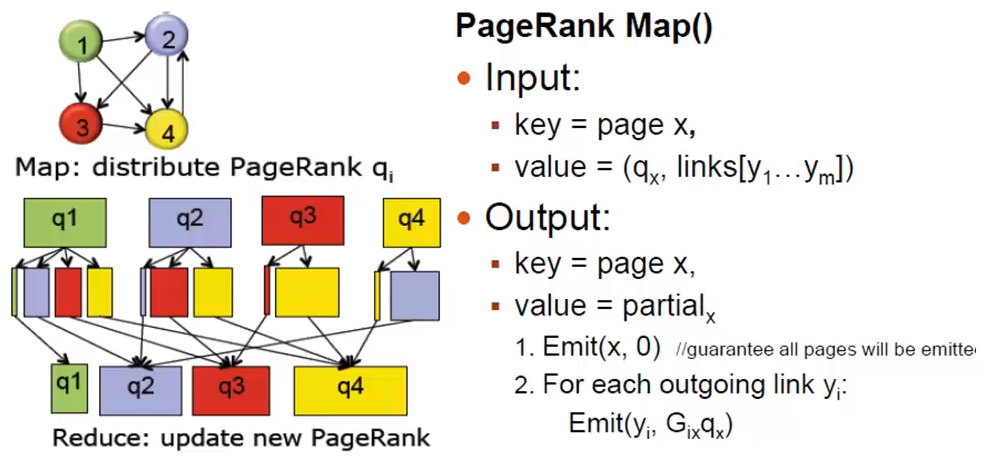 1
2
3
4
Map: distribute PageRank qi
q1
q2
q3
q4
q1
q2
q3
q4
Reduce: update new PageRank
PageRank Map()
• Input:
▪ key = page x,
▪ value = (qx, links[y1…ym])
• Output:
▪ key = page x,
▪ value = partialx
1. Emit(x, 0) //guarantee all pages will be emitte
2. For each outgoing link yi:
Emit(yi, Gixqx)